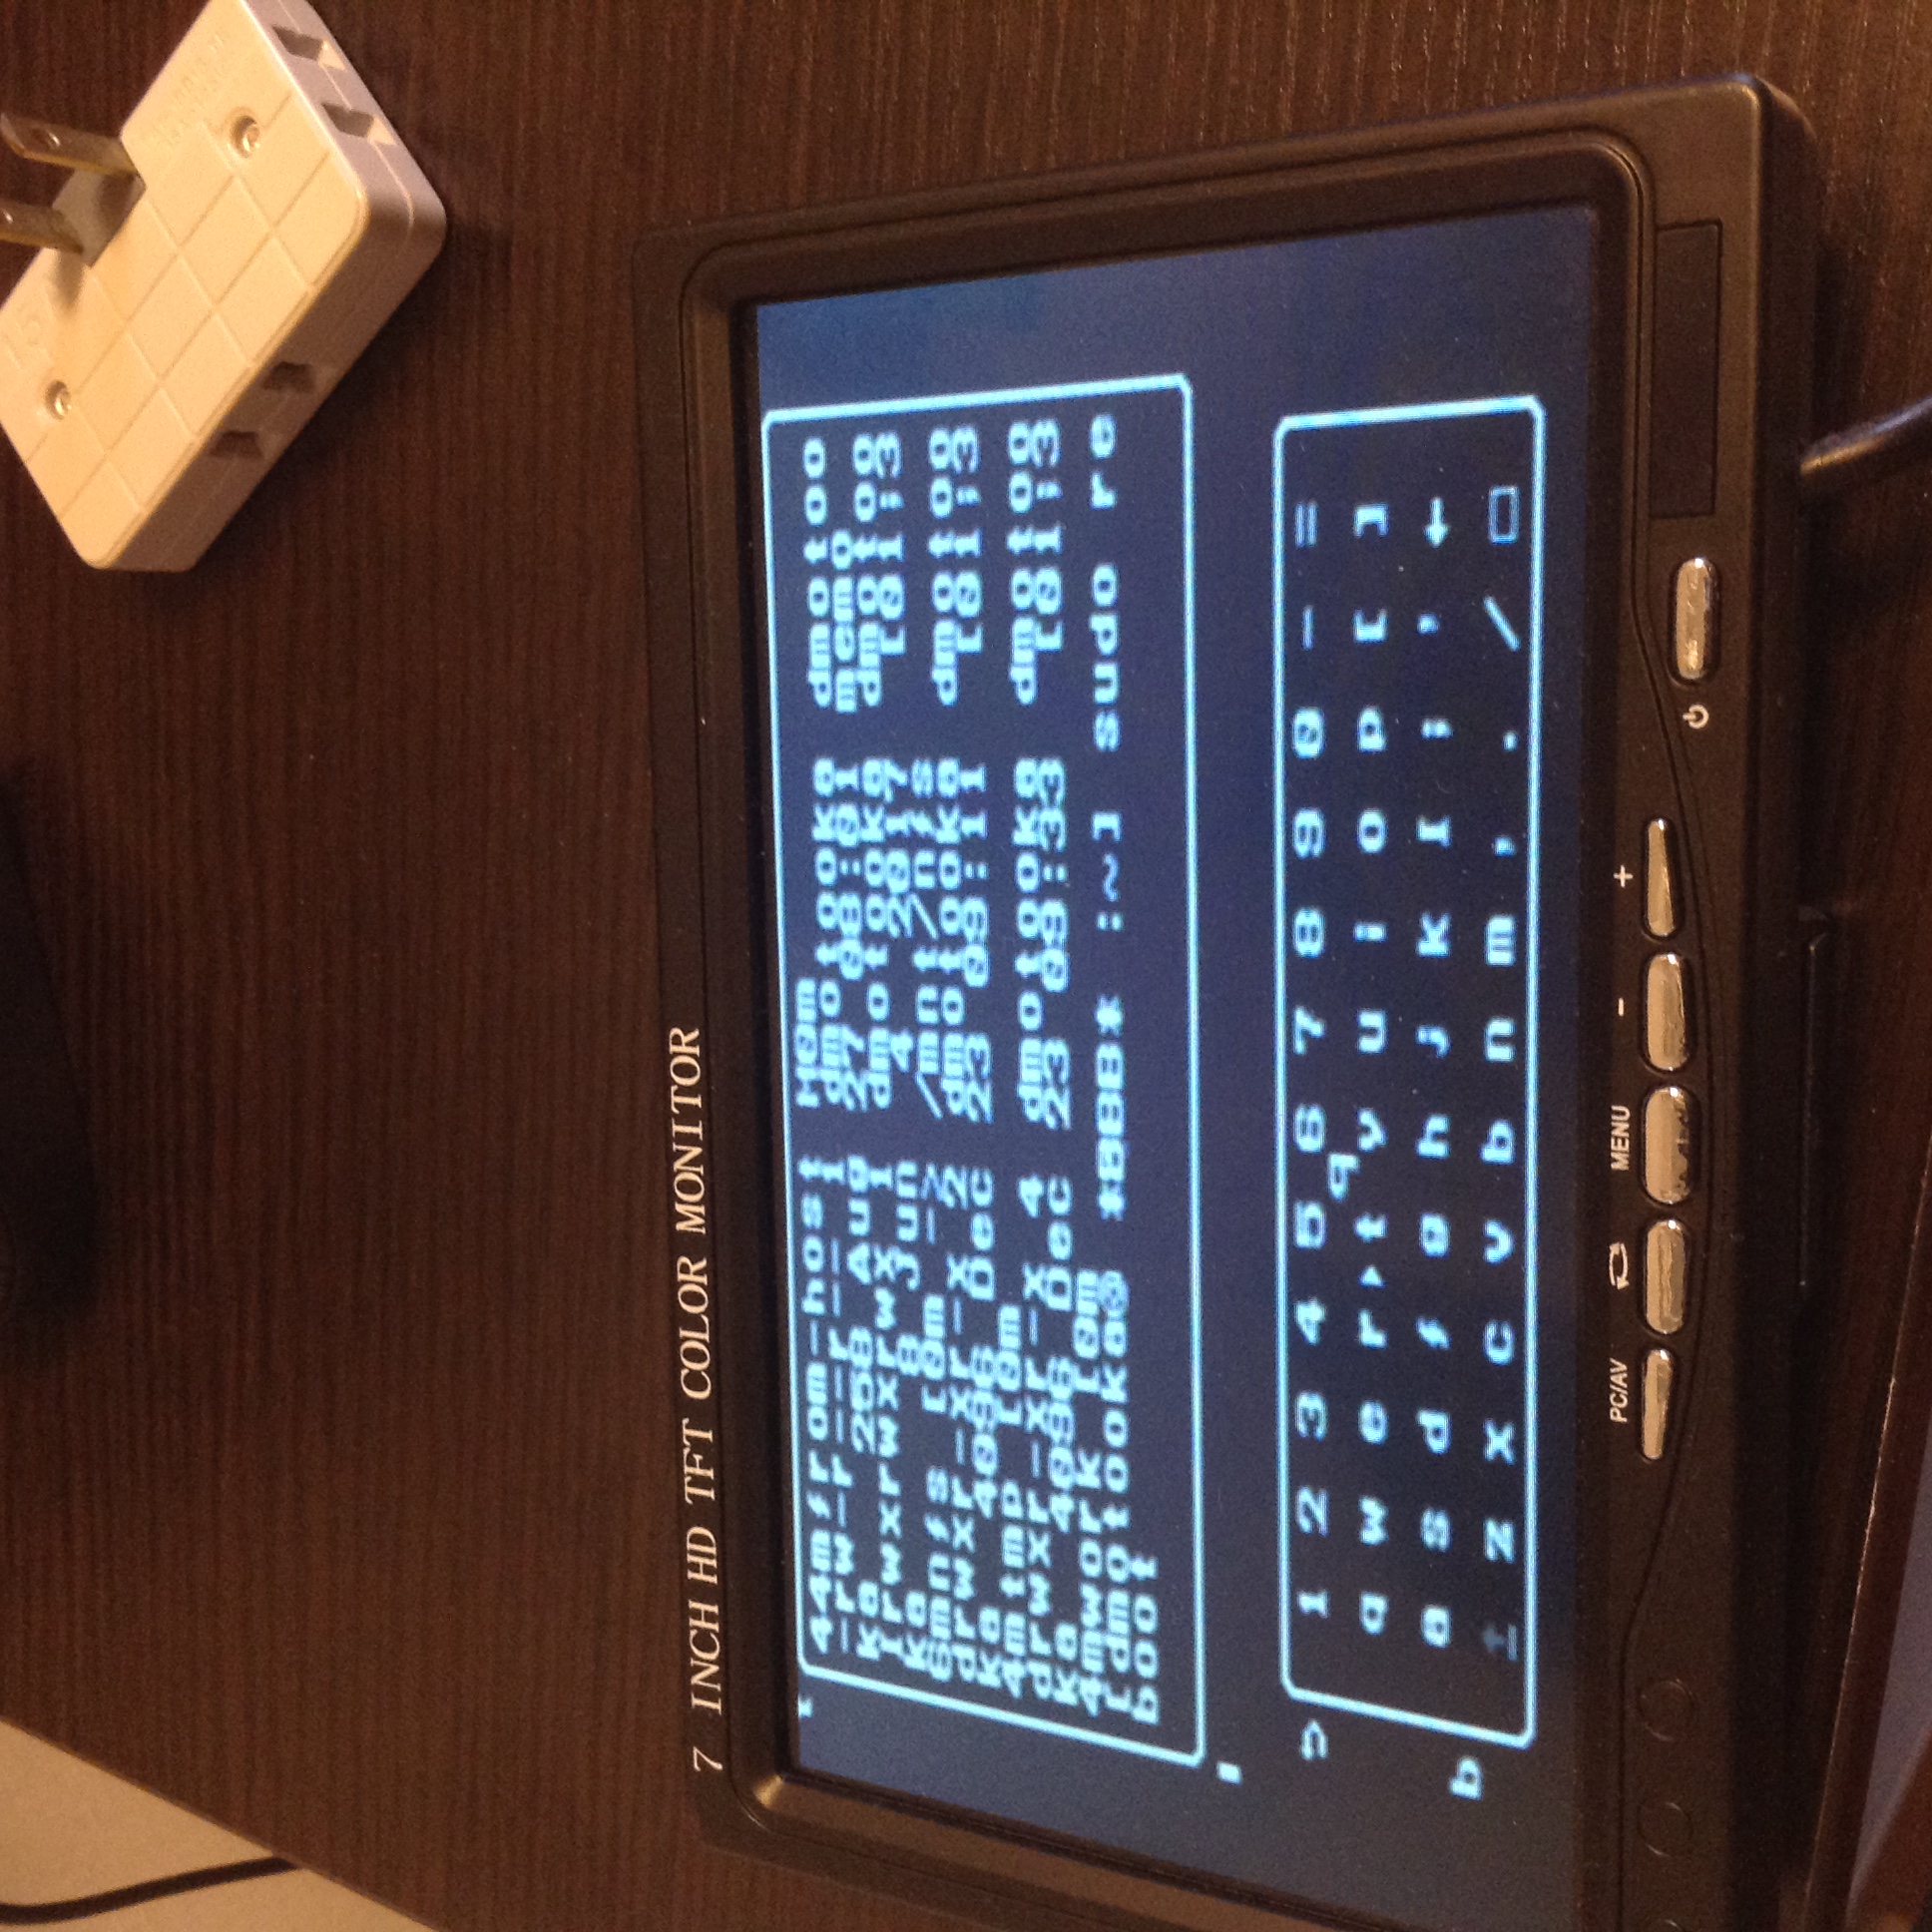 7 INCH HD TFT COLOR MONITOR
t
44mfrom-host M0m
-rw-r--r-- 1 dmotooka dmotoo
ka 258 Aug 27 08:01 memo
lrwxrwxrwx 1 dmotooka dmotoo
ka 8 Jun 4 2017 [01;3
6mnfs [0m -> /mnt/nfs
drwxr-xr-x 2 dmotooka dmotoo
ka 4096 Dec 23 09:11 [01;3
4mtmp [0m
drwxr-xr-x 4 dmotooka dmotoo
ka 4096 Dec 23 09:33 [01;3
4mwork [0m
[dmotooka@ *BBB* :~] sudo re
boot
1 2 3 4 5 6 7 8 9 0 - =
q
q w e r t y u i o p [ ]
a s d f g h j k l ; ' ←
b
↑ z x c v b n m , . /
PC/AV MENU - +